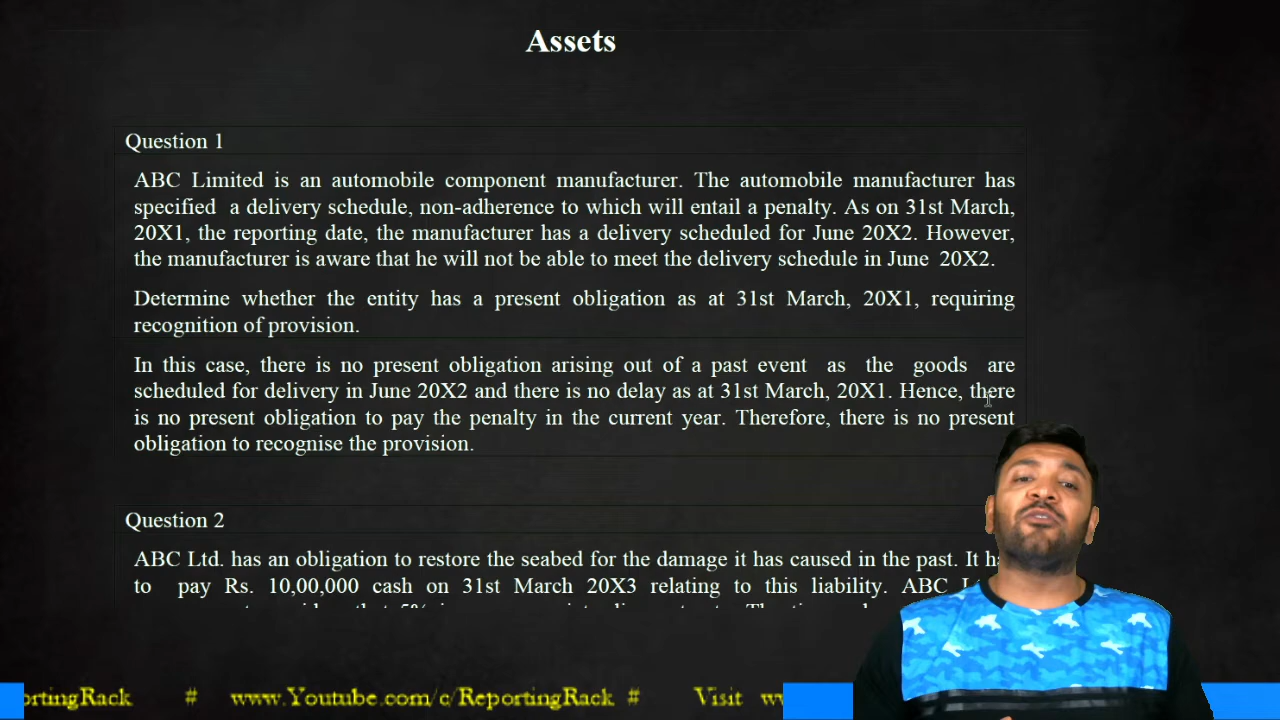 Assets
Question 1
ABC Limited is an automobile component manufacturer. The automobile manufacturer has
specified a delivery schedule, non-adherence to which will entail a penalty. As on 31st March,
20X1, the reporting date, the manufacturer has a delivery scheduled for June 20X2. However,
the manufacturer is aware that he will not be able to meet the delivery schedule in June 20X2.
Determine whether the entity has a present obligation as at 31st March, 20X1, requiring
recognition of provision.
In this case, there is no present obligation arising out of a past event as the goods are
scheduled for delivery in June 20X2 and there is no delay as at 31st March, 20X1. Hence, there
is no present obligation to pay the penalty in the current year. Therefore, there is no present
obligation to recognise the provision.
Question 2
ABC Ltd. has an obligation to restore the seabed for the damage it has caused in the past. It
to pay Rs. 10,00,000 cash on 31st March 20X3 relating to this liability. ABC
ortingRack # www.Youtube.com/c/ReportingRack # Visit